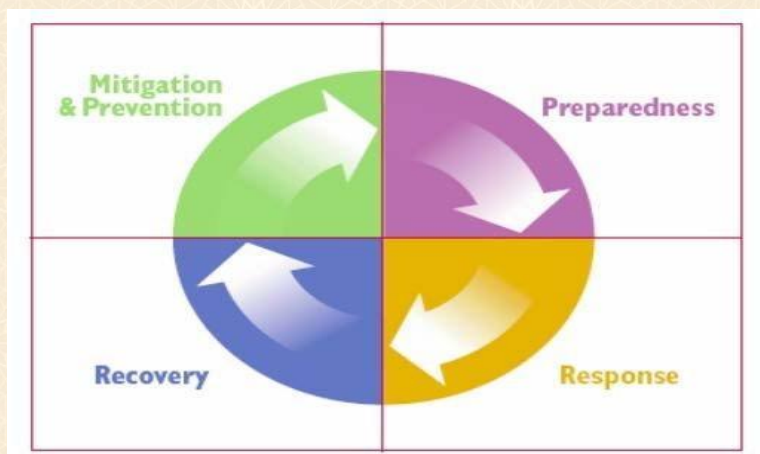 Mitigation
& Prevention
Preparedness
Recovery
Response